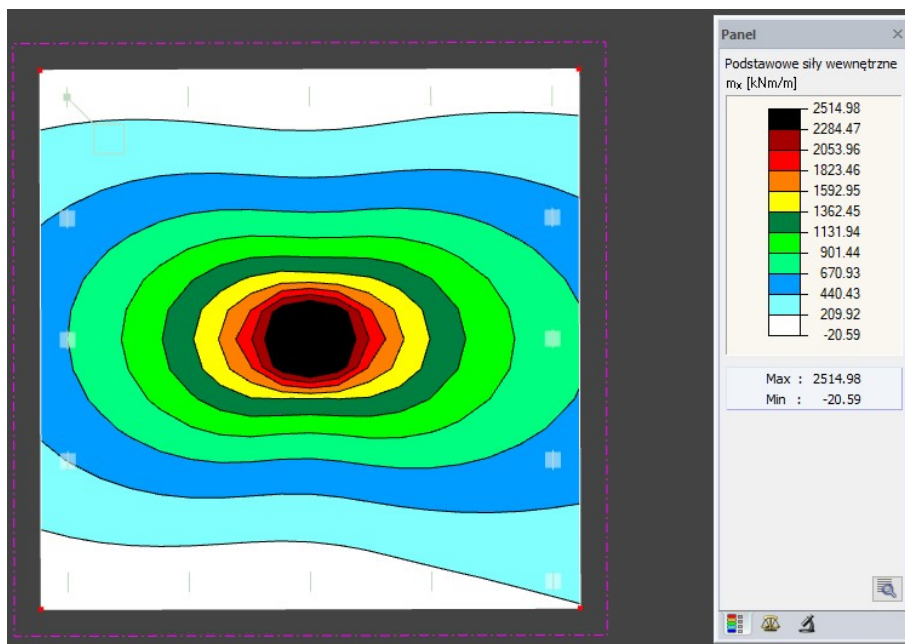 Panel
Podstawowe siły wewnętrzne
mx [kNm/m]
2514.98
2284.47
2053.96
1823.46
1592.95
1362.45
1131.94
901.44
670.93
440.43
209.92
-20.59
Max : 2514.98
Min : -20.59